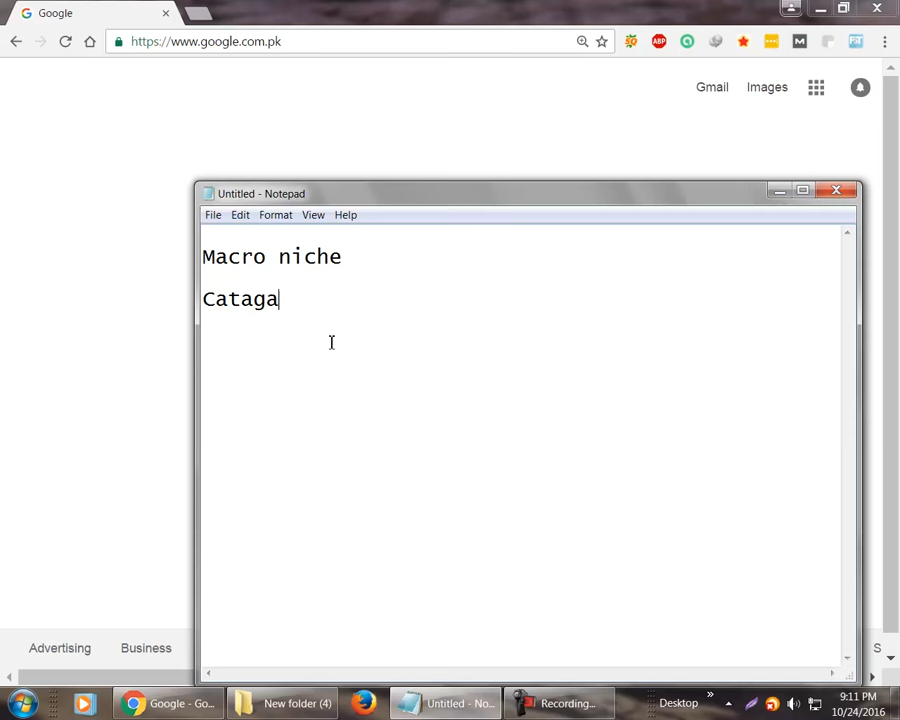 Google
https://www.google.com.pk
ABP
M
Gmail Images
Untitled - Notepad
File Edit Format View Help
Macro niche
Cataga
Advertising Business S
Google - Go...
New folder (4)
Untitled - No...
Recording...
Desktop
9:11 PM
10/24/2016